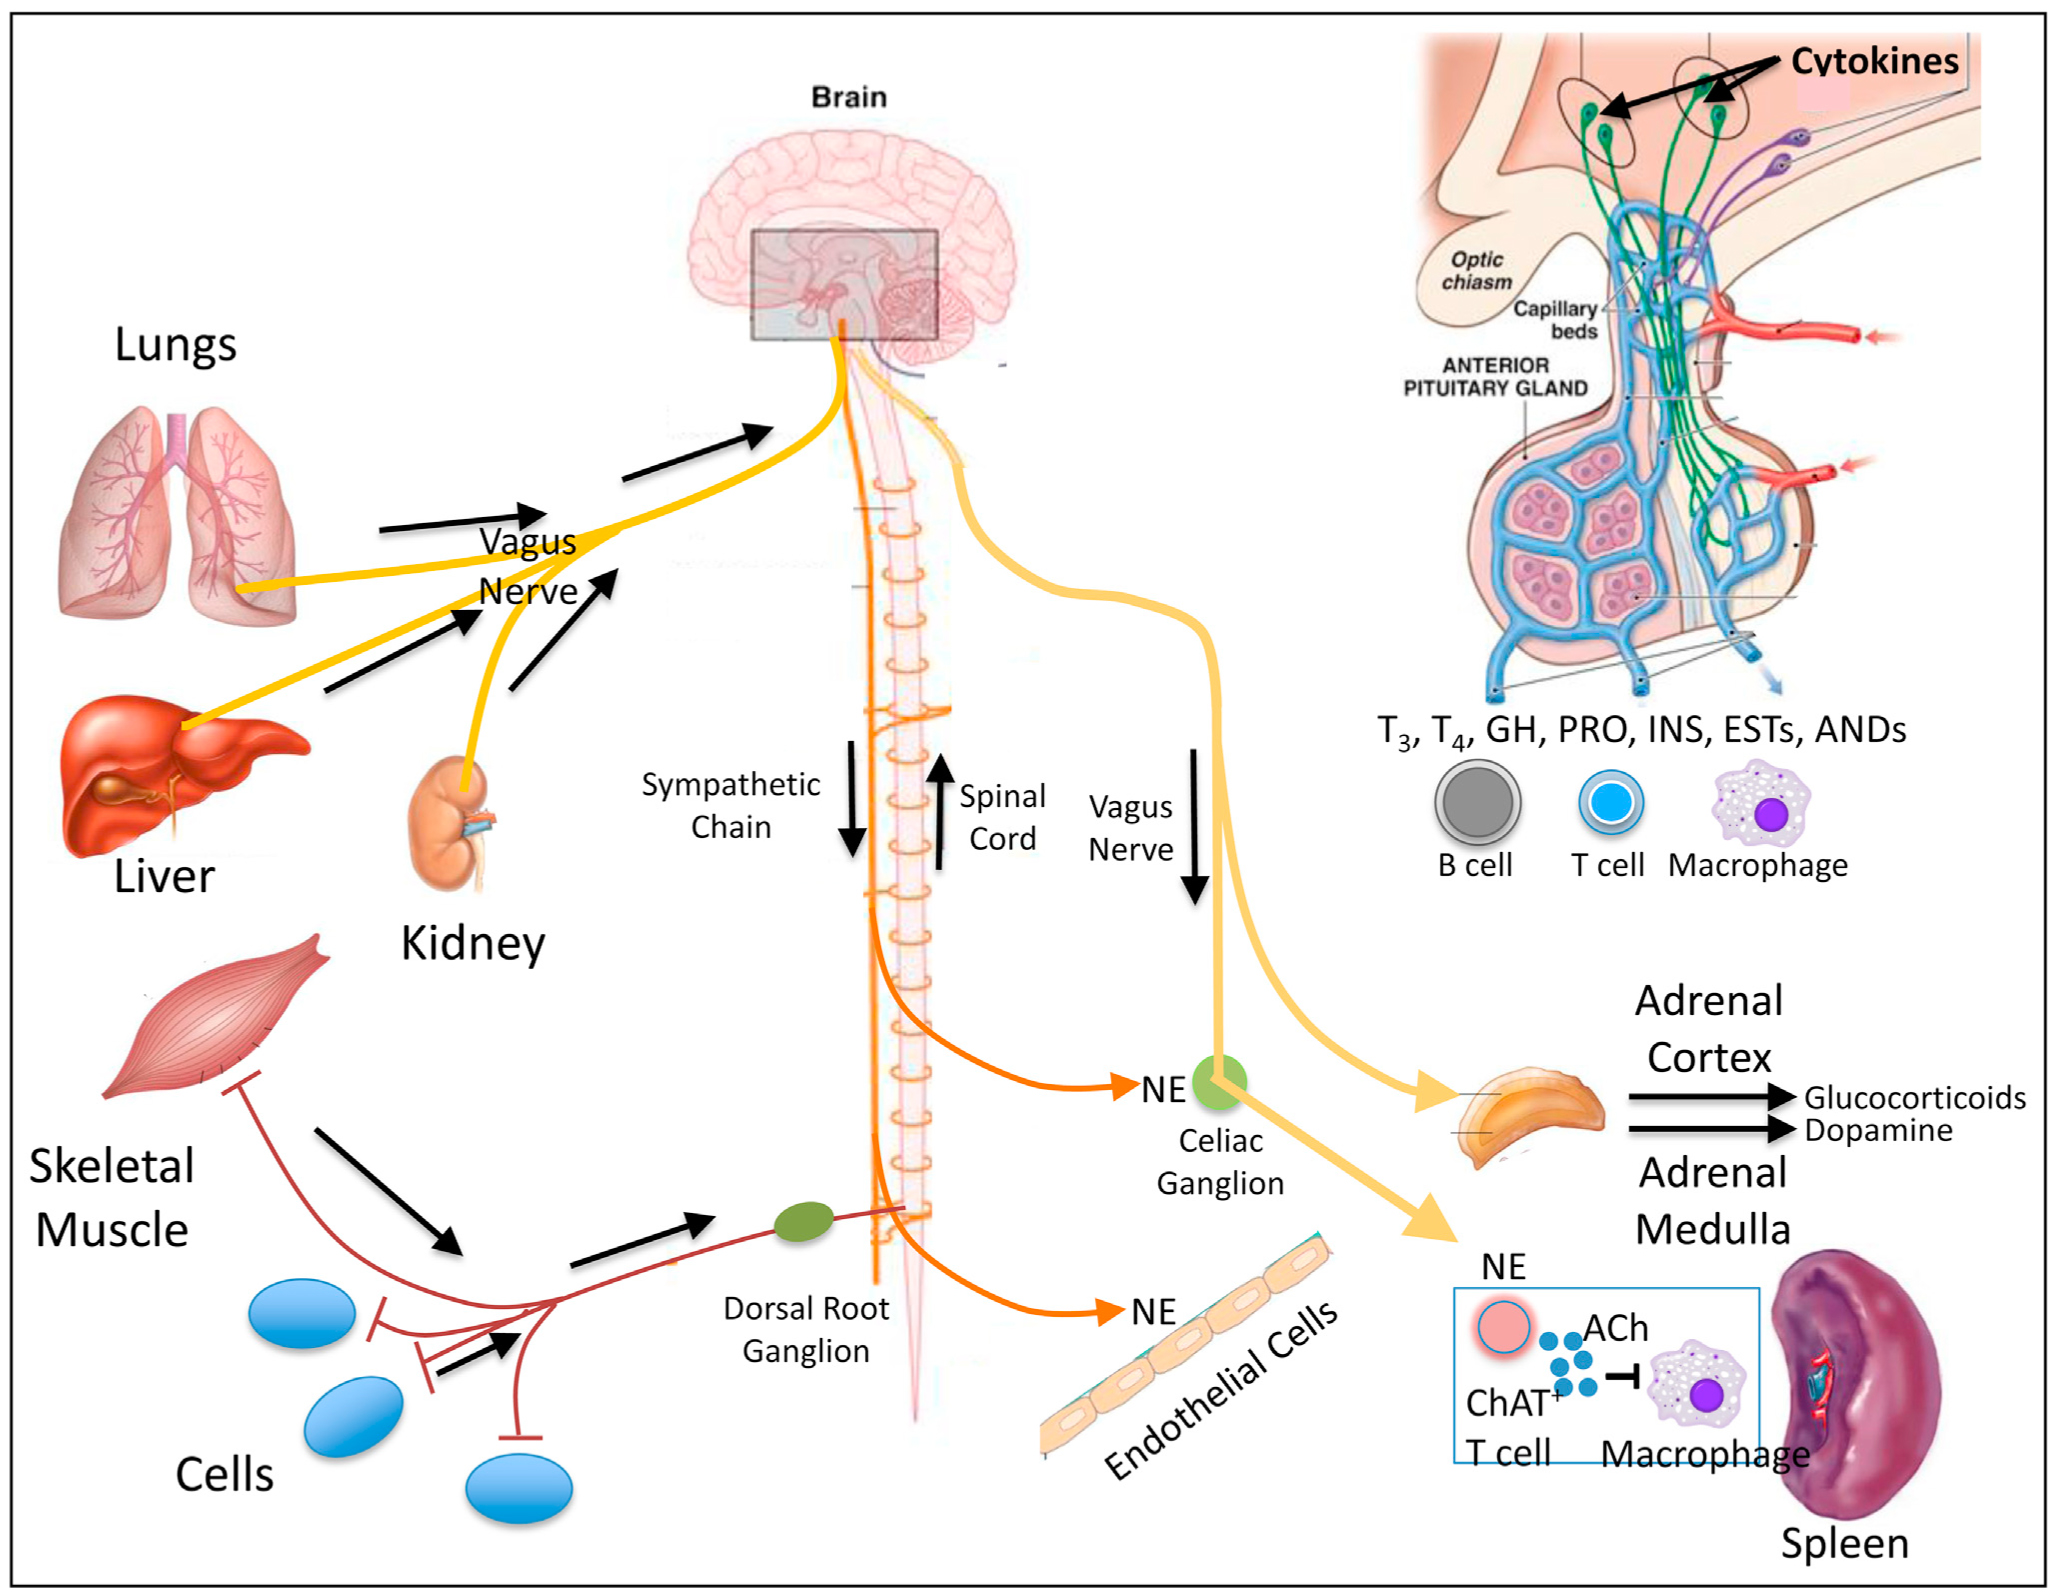 Brain
Cytokines
Optic
chiasm
Capillary
beds
ANTERIOR
PITUITARY GLAND
T3, T4, GH, PRO, INS, ESTs, ANDs
B cell
T cell
Macrophage
Lungs
Vagus
Nerve
Liver
Kidney
Sympathetic
Chain
Spinal
Cord
Vagus
Nerve
Skeletal
Muscle
Cells
Dorsal Root
Ganglion
NE
Celiac
Ganglion
NE
Endothelial Cells
Adrenal
Cortex
Glucocorticoids
Dopamine
Adrenal
Medulla
NE
ACh
ChAT+
T cell
Macrophage
Spleen